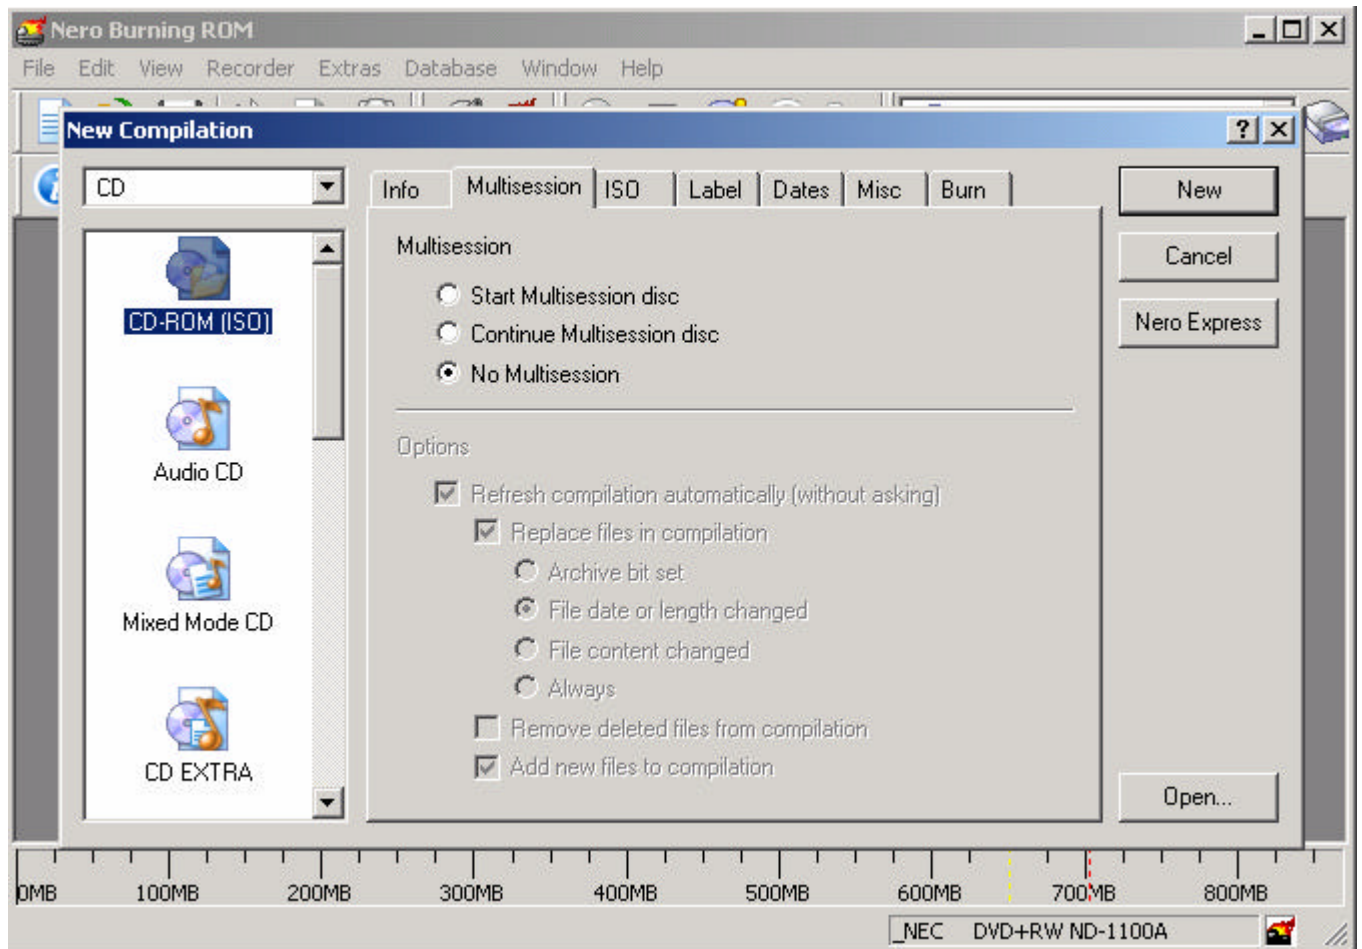 Nero Burning ROM
File Edit View Recorder Extras Database Window Help
New Compilation
CD
CD-ROM (ISO)
Audio CD
Mixed Mode CD
CD EXTRA
Info Multisession ISO Label Dates Misc Burn
Multisession
Start Multisession disc
Continue Multisession disc
No Multisession
Options
Refresh compilation automatically (without asking)
Replace files in compilation
Archive bit set
File date or length changed
File content changed
Always
Remove deleted files from compilation
Add new files to compilation
New
Cancel
Nero Express
Open...
0MB 100MB 200MB 300MB 400MB 500MB 600MB 700MB 800MB
_NEC DVD+RW ND-1100A